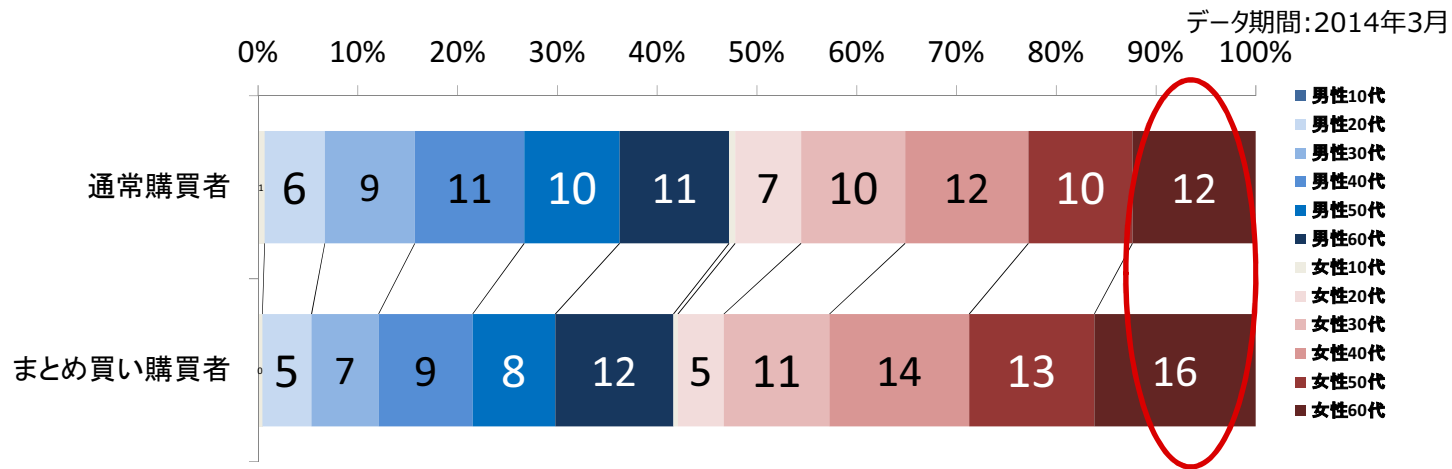 データ期間:2014年3月
0% 10% 20% 30% 40% 50% 60% 70% 80% 90% 100%
通常購買者 1 6 9 11 10 11 7 10 12 10 12
まとめ買い購買者 0 5 7 9 8 12 5 11 14 13 16
男性10代
男性20代
男性30代
男性40代
男性50代
男性60代
女性10代
女性20代
女性30代
女性40代
女性50代
女性60代